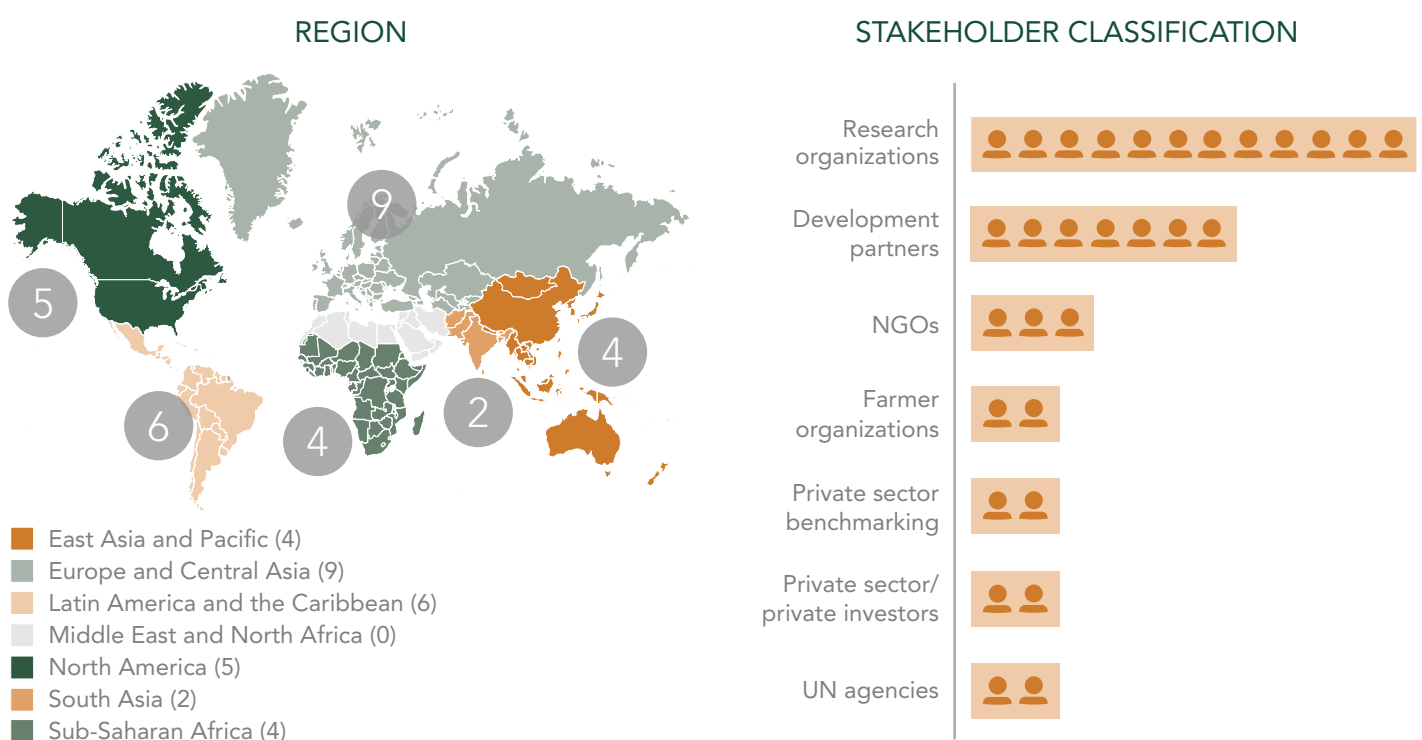 REGION
9
5
4
2
6
4
East Asia and Pacific (4)
Europe and Central Asia (9)
Latin America and the Caribbean (6)
Middle East and North Africa (0)
North America (5)
South Asia (2)
Sub-Saharan Africa (4)
STAKEHOLDER CLASSIFICATION
Research
organizations
Development
partners
NGOs
Farmer
organizations
Private sector
benchmarking
Private sector/
private investors
UN agencies